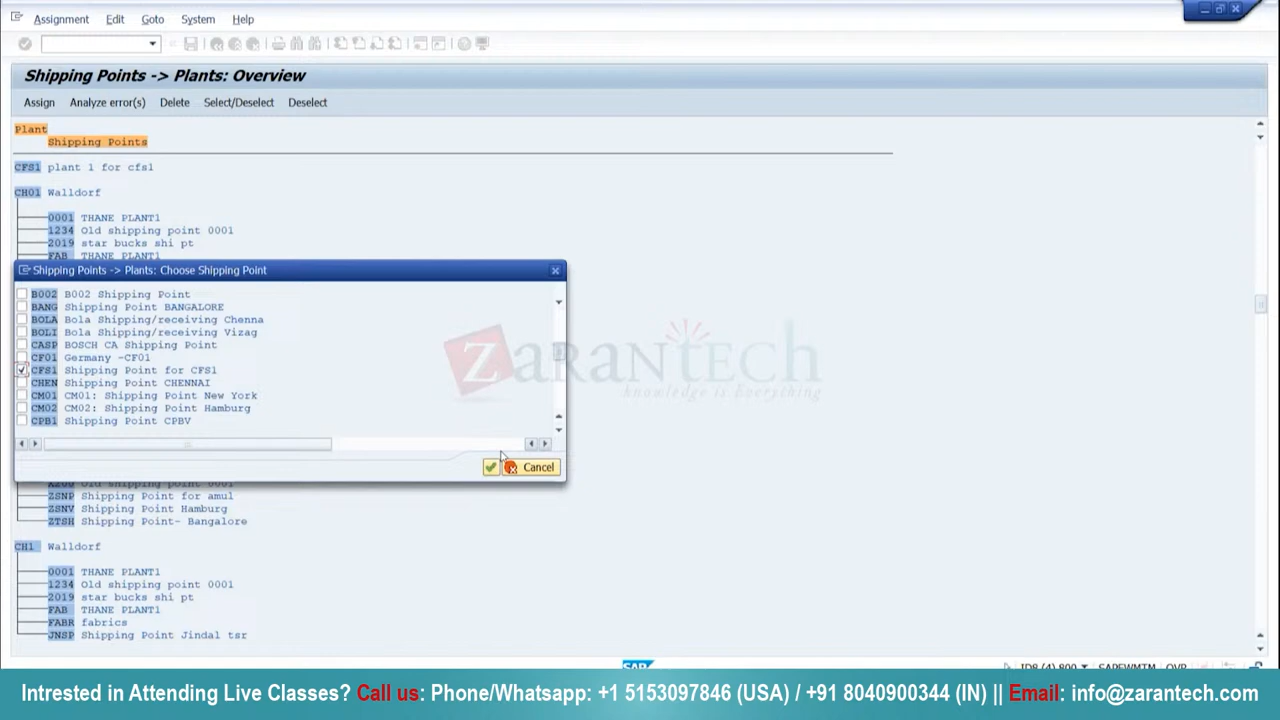 Assignment Edit Goto System Help
Shipping Points -> Plants: Overview
Assign Analyze error(s) Delete Select/Deselect Deselect
Plant
Shipping Points
CFS1 plant 1 for cfs1
CH01 Walldorf
0001 THANE PLANT1
1234 Old shipping point 0001
2019 star bucks shi pt
FAB THANE PLANT1
Shipping Points -> Plants: Choose Shipping Point
B002 B002 Shipping Point
BANG Shipping Point BANGALORE
BOLA Bola Shipping/receiving Chenna
BOLI Bola Shipping/receiving Vizag
CASP BOSCH CA Shipping Point
CF01 Germany -CF01
CFS1 Shipping Point for CFS1
CHEN Shipping Point CHENNAI
CM01 CM01: Shipping Point New York
CM02 CM02: Shipping Point Hamburg
CPB1 Shipping Point CPBV
Cancel
ZARANTECH
knowledge is Everything
Old shipping point 0001
ZSNP Shipping Point for amul
ZSNV Shipping Point Hamburg
ZTSH Shipping Point- Bangalore
CH1 Walldorf
0001 THANE PLANT1
1234 Old shipping point 0001
2019 star bucks shi pt
FAB THANE PLANT1
FABR fabrics
JNSP Shipping Point Jindal tsr
SAP
Intrested in Attending Live Classes? Call us: Phone/Whatsapp: +1 5153097846 (USA) / +91 8040900344 (IN) || Email: info@zarantech.com